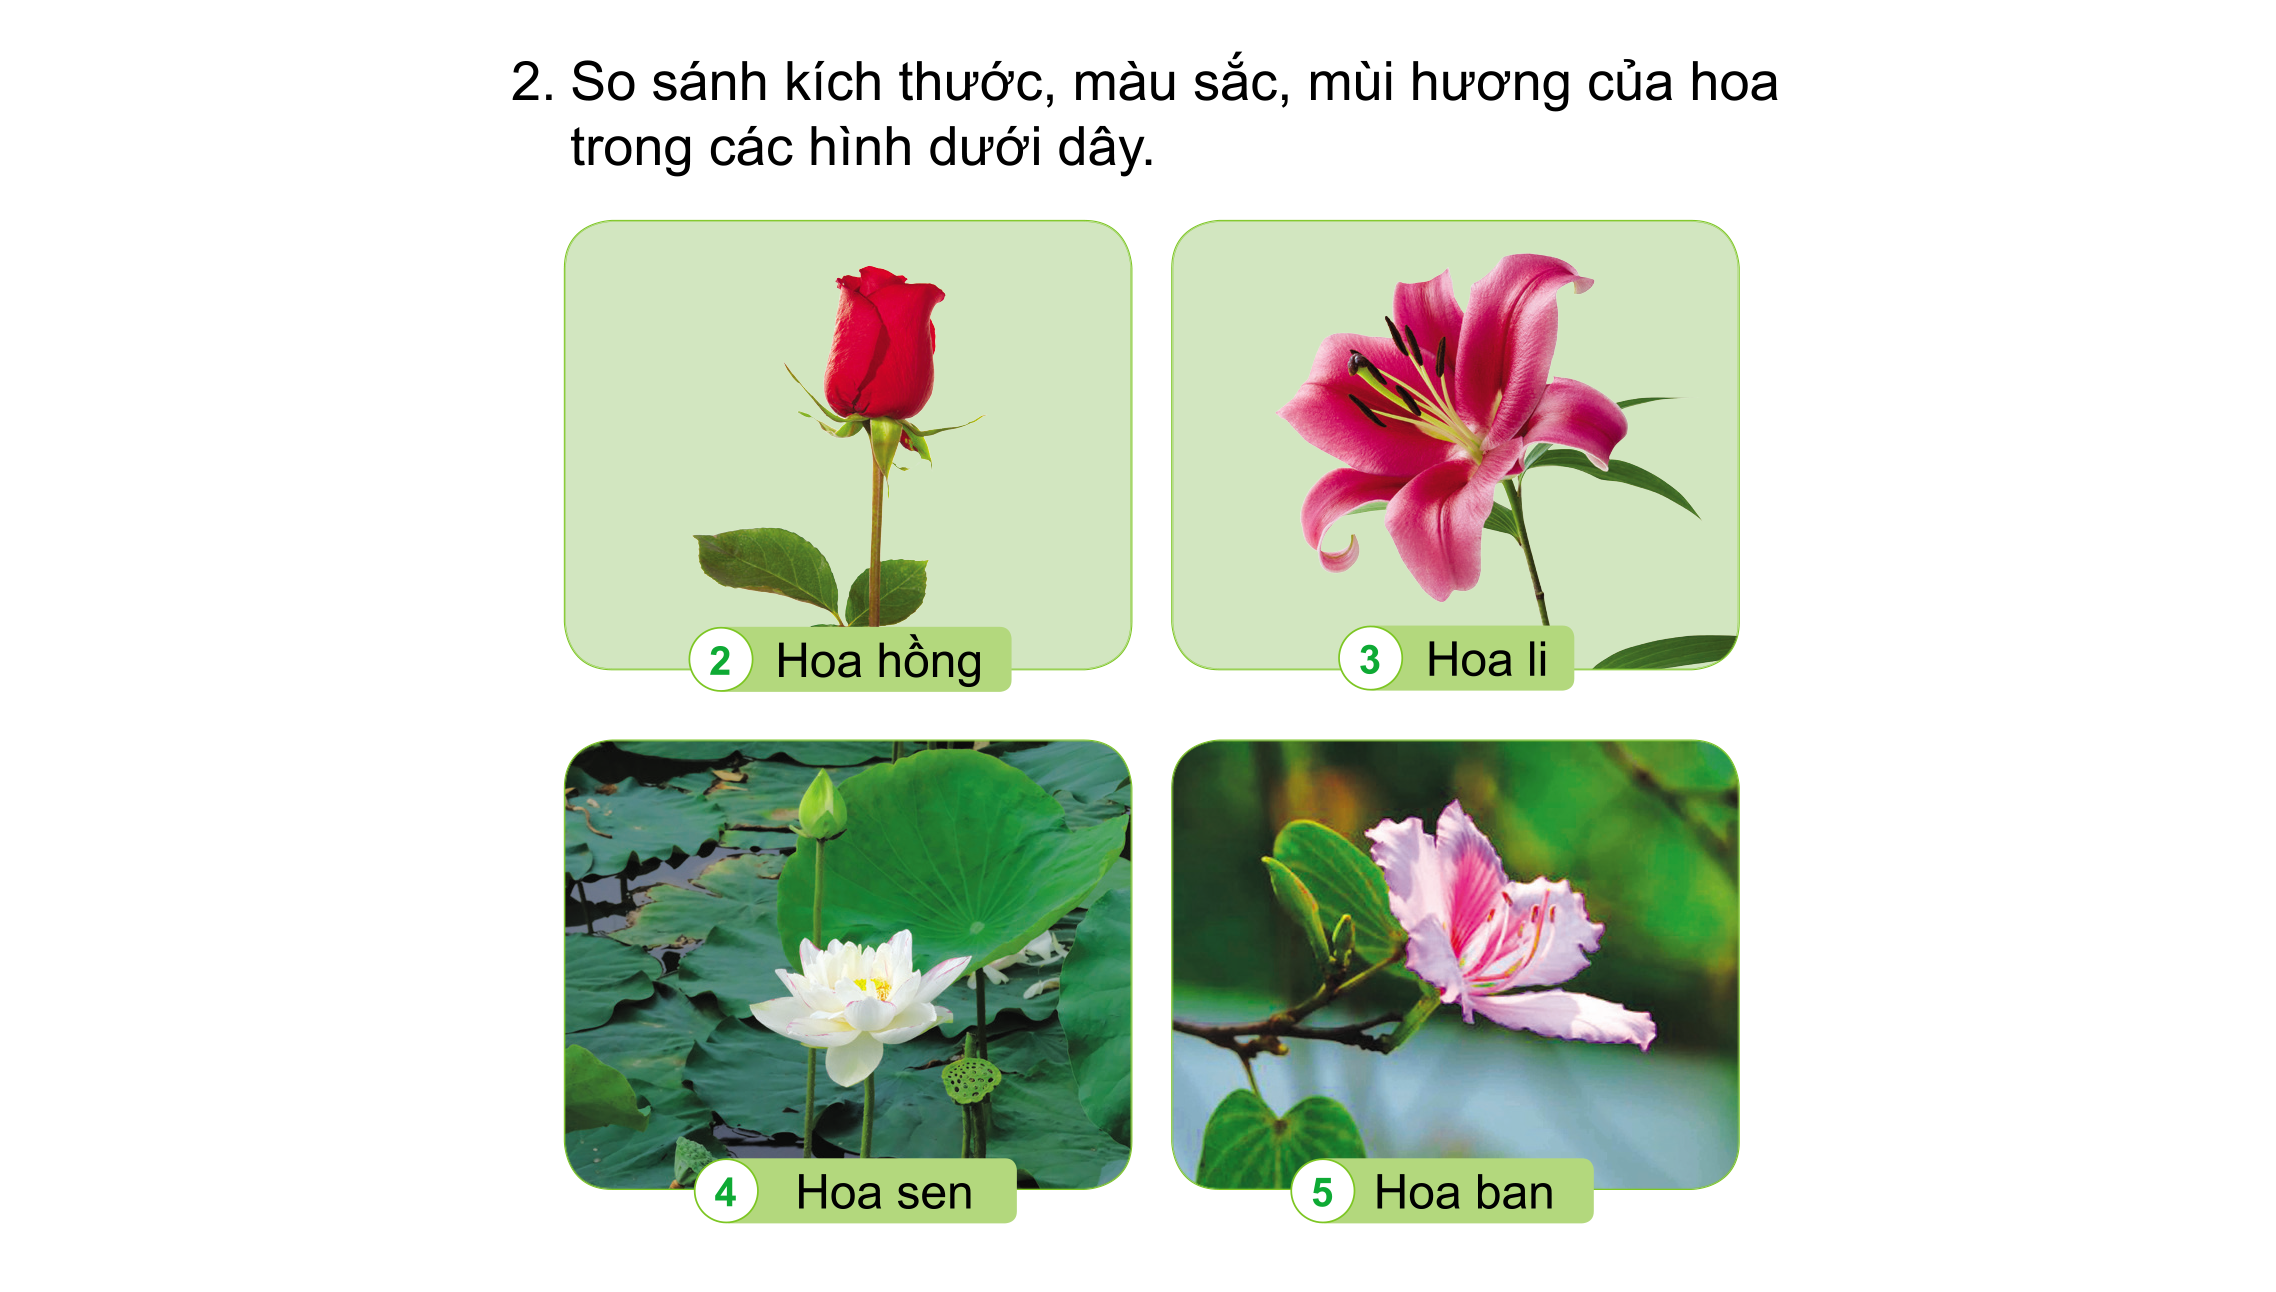 2. So sánh kích thước, màu sắc, mùi hương của hoa
trong các hình dưới dây.
2 Hoa hồng
3 Hoa li
4 Hoa sen
5 Hoa ban